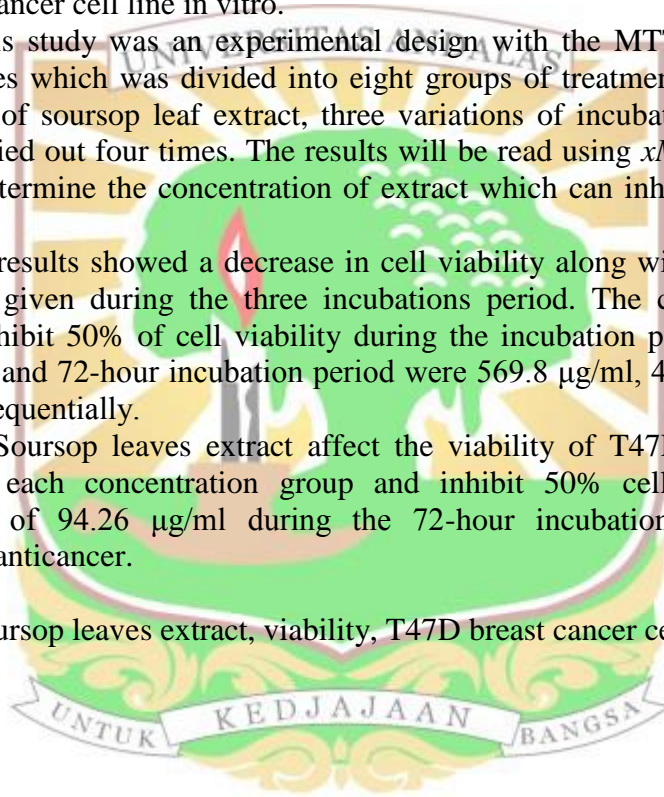 ancer cell line in vitro.
is study was an experimental design with the MTT
es which was divided into eight groups of treatmen
of soursop leaf extract, three variations of incubat
ied out four times. The results will be read using xM
etermine the concentration of extract which can inh
results showed a decrease in cell viability along wi
given during the three incubations period. The c
hibit 50% of cell viability during the incubation p
and 72-hour incubation period were 569.8 μg/ml, 4
equentially.
Soursop leaves extract affect the viability of T47
each concentration group and inhibit 50% cel
of 94.26 μg/ml during the 72-hour incubation
anticancer.
ursop leaves extract, viability, T47D breast cancer ce
UNIVERSITAS ANDALAS
UNTUK KEDJAJAAN BANGSA